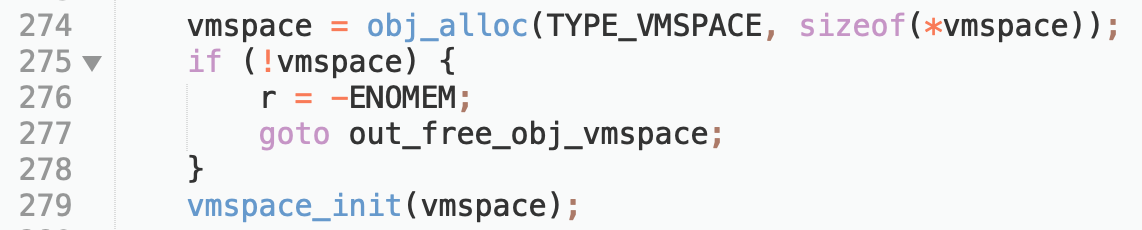 274 vmspace = obj_alloc(TYPE_VMSPACE, sizeof(*vmspace));
275 if (!vmspace) {
276 r = -ENOMEM;
277 goto out_free_obj_vmspace;
278 }
279 vmspace_init(vmspace);